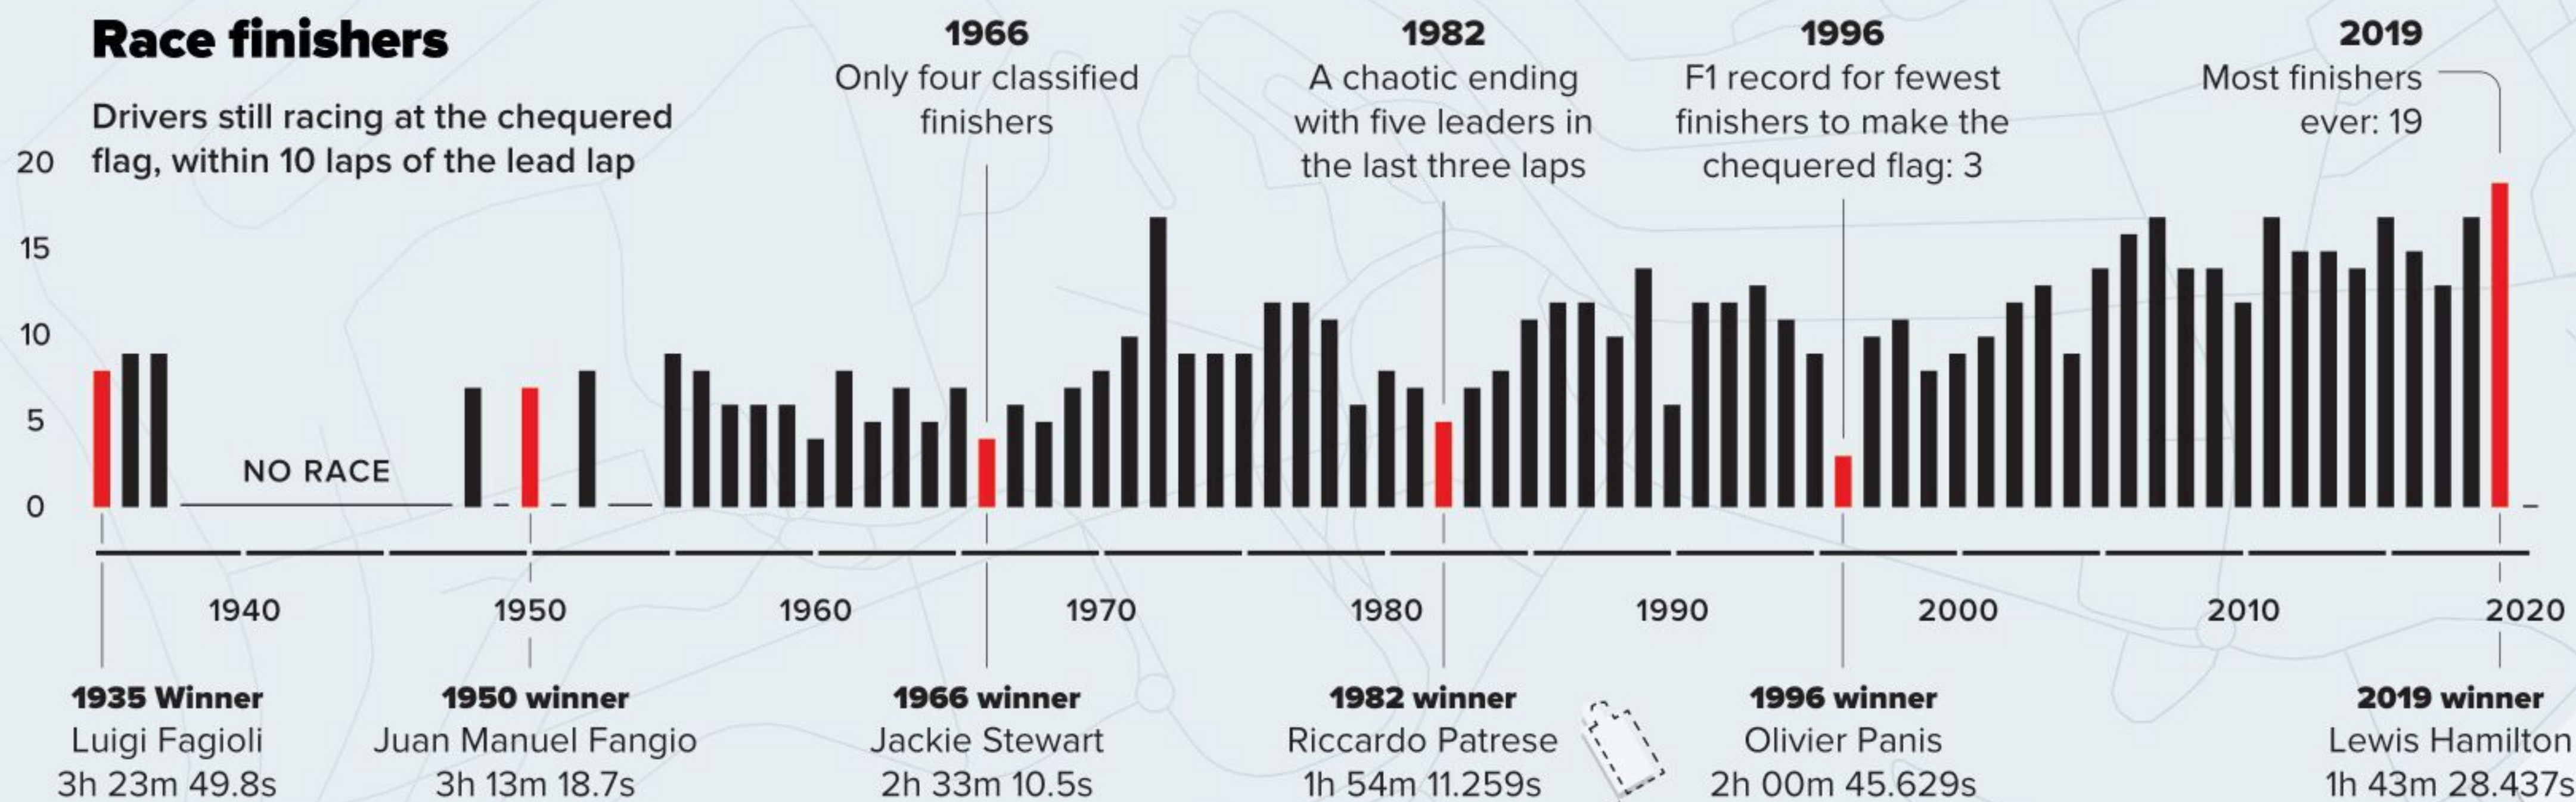 Race finishers
Drivers still racing at the chequered
flag, within 10 laps of the lead lap
1966
Only four classified
finishers
1982
A chaotic ending
with five leaders in
the last three laps
1996
F1 record for fewest
finishers to make the
chequered flag: 3
2019
Most finishers
ever: 19
20
15
10
5
0
NO RACE
1940
1950
1960
1970
1980
1990
2000
2010
2020
1935 Winner
Luigi Fagioli
3h 23m 49.8s
1950 winner
Juan Manuel Fangio
3h 13m 18.7s
1966 winner
Jackie Stewart
2h 33m 10.5s
1982 winner
Riccardo Patrese
1h 54m 11.259s
1996 winner
Olivier Panis
2h 00m 45.629s
2019 winner
Lewis Hamilton
1h 43m 28.437s